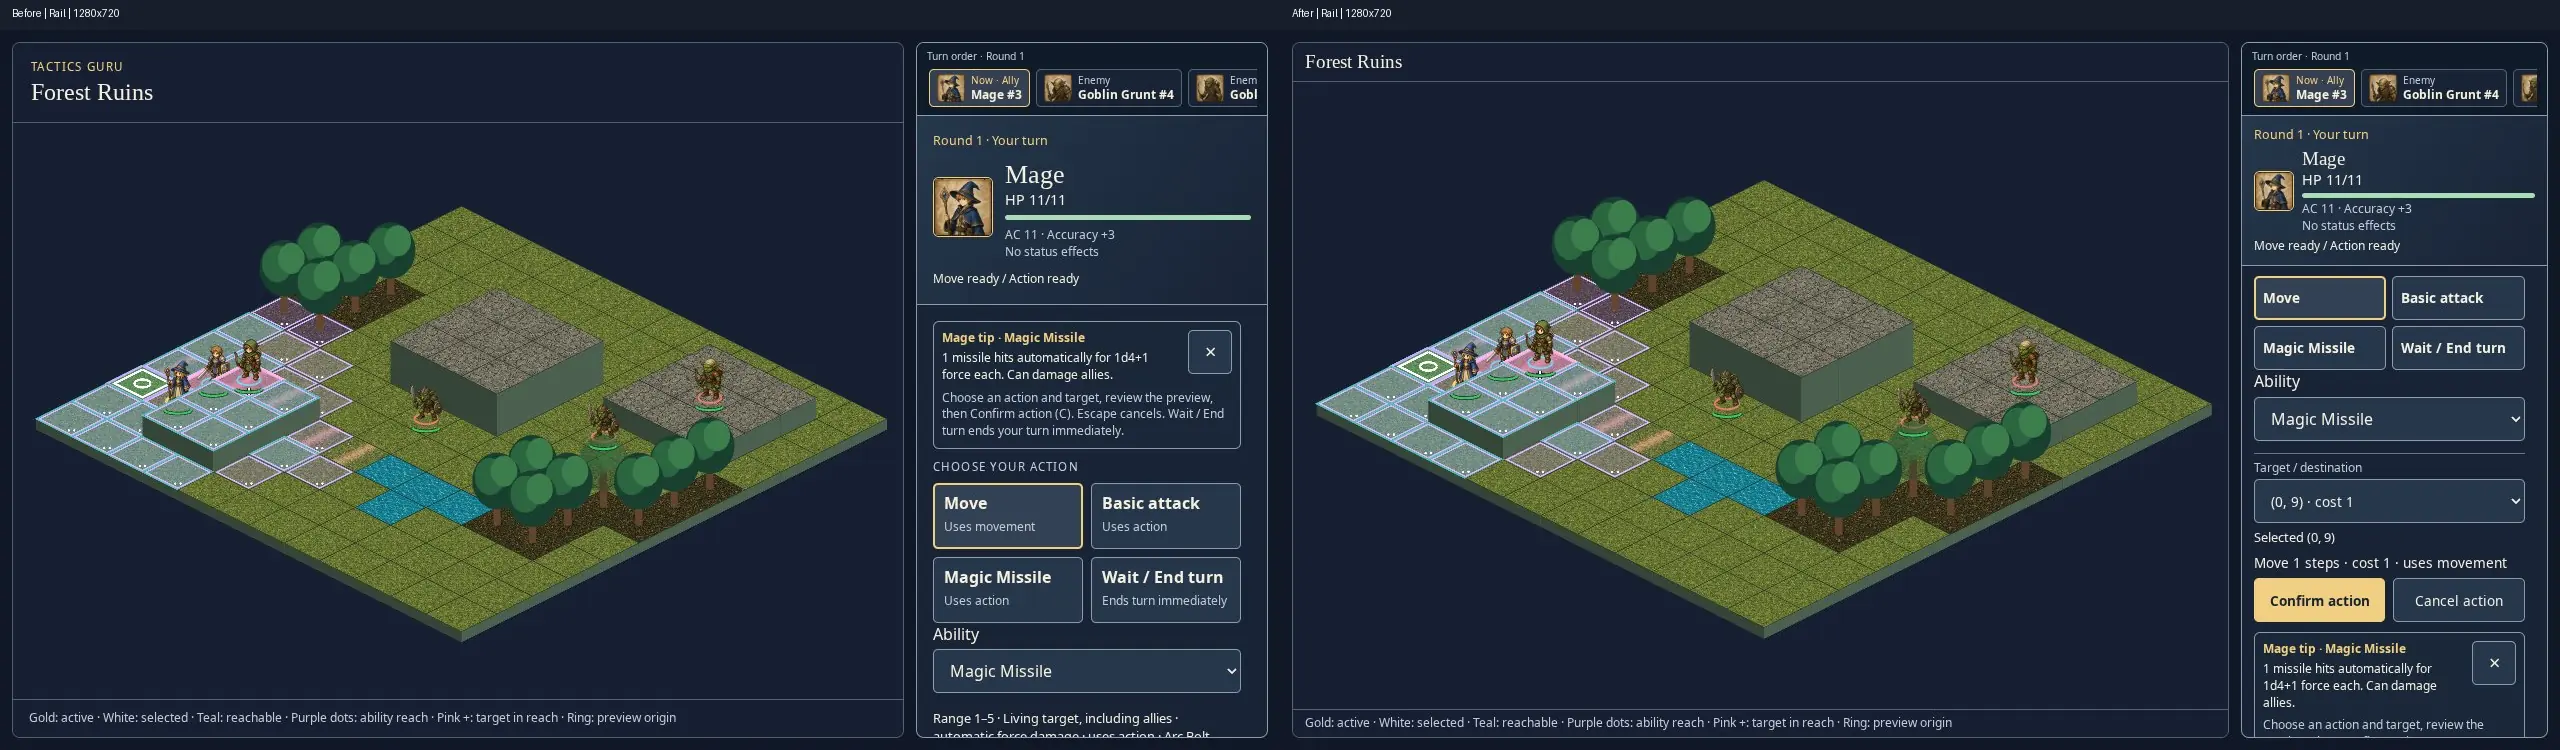 Before | Rail | 1280x720
TACTICS GURU
Forest Ruins
Gold: active · White: selected · Teal: reachable · Purple dots: ability reach · Pink +: target in reach · Ring: preview origin
Turn order · Round 1
Now · Ally
Mage #3
Enemy
Goblin Grunt #4
Enem
Gobl
Round 1 · Your turn
Mage
HP 11/11
AC 11 · Accuracy +3
No status effects
Move ready / Action ready
Mage tip · Magic Missile
1 missile hits automatically for 1d4+1
force each. Can damage allies.
Choose an action and target, review the preview,
then Confirm action (C). Escape cancels. Wait / End
turn ends your turn immediately.
×
CHOOSE YOUR ACTION
Move
Uses movement
Basic attack
Uses action
Magic Missile
Uses action
Wait / End turn
Ends turn immediately
Ability
Magic Missile
Range 1–5 · Living target, including allies ·
automatic force damage · uses action · Arc Bolt
After | Rail | 1280x720
Forest Ruins
Gold: active · White: selected · Teal: reachable · Purple dots: ability reach · Pink +: target in reach · Ring: preview origin
Turn order · Round 1
Now · Ally
Mage #3
Enemy
Goblin Grunt #4
Round 1 · Your turn
Mage
HP 11/11
AC 11 · Accuracy +3
No status effects
Move ready / Action ready
Move
Basic attack
Magic Missile
Wait / End turn
Ability
Magic Missile
Target / destination
(0, 9) · cost 1
Selected (0, 9)
Move 1 steps · cost 1 · uses movement
Confirm action
Cancel action
Mage tip · Magic Missile
1 missile hits automatically for
1d4+1 force each. Can damage
allies.
×
Choose an action and target, review the